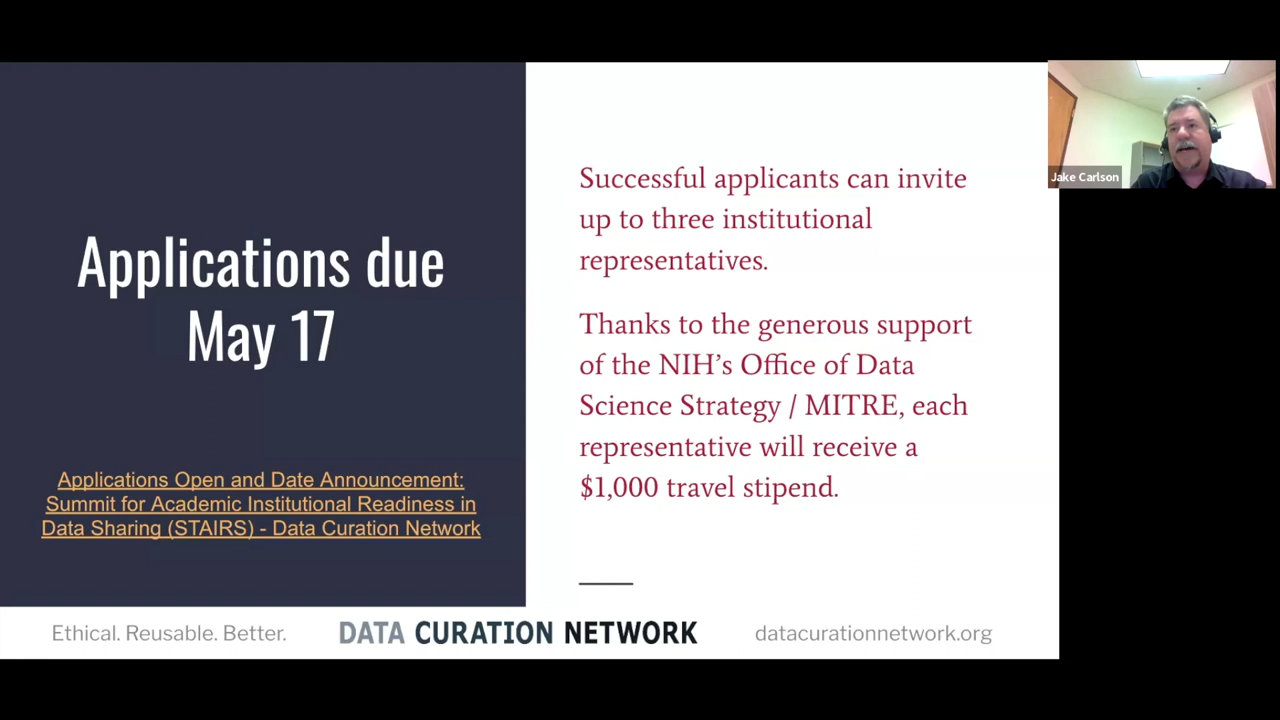 Applications due
May 17
Applications Open and Date Announcement:
Summit for Academic Institutional Readiness in
Data Sharing (STAIRS) - Data Curation Network
Successful applicants can invite
up to three institutional
representatives.
Thanks to the generous support
of the NIH’s Office of Data
Science Strategy / MITRE, each
representative will receive a
$1,000 travel stipend.
Ethical. Reusable. Better.
DATA CURATION NETWORK
datacurationnetwork.org
Jake Carlson